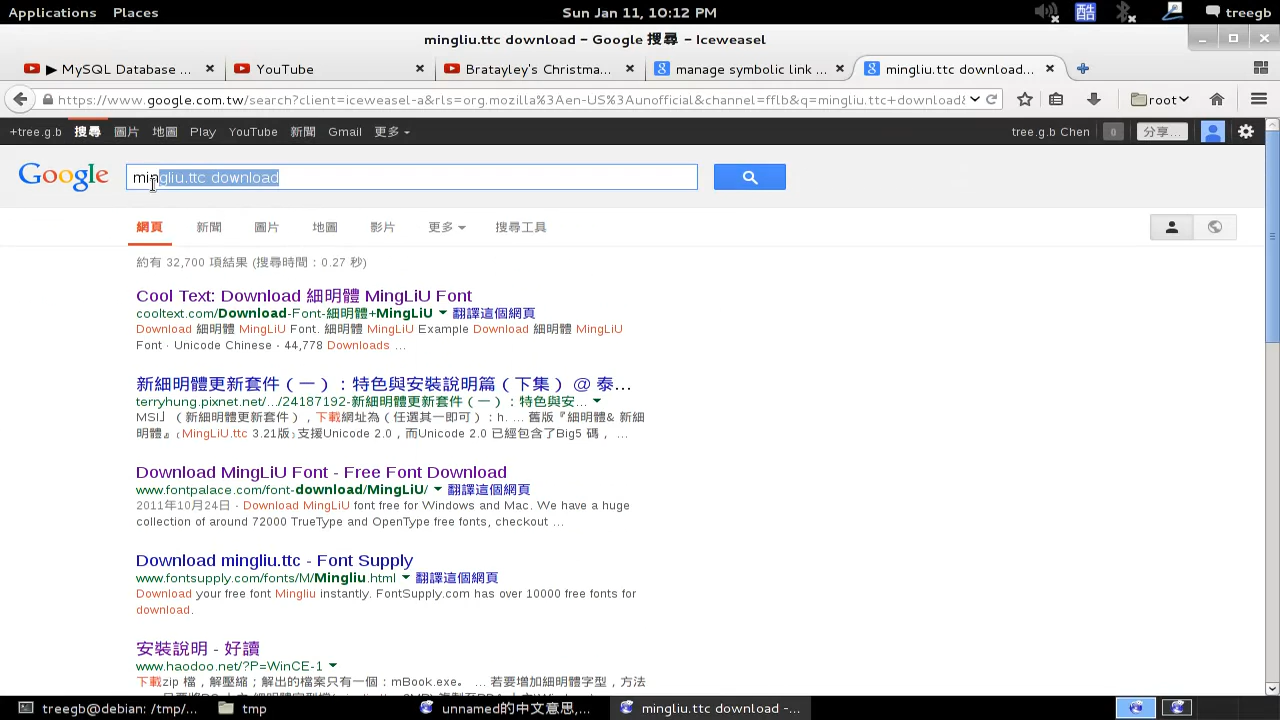 Applications Places Sun Jan 11, 10:12 PM 酷 treegb
mingliu.ttc download – Google 搜尋 – Iceweasel
▶ MySQL Database ... YouTube Bratayley's Christma... manage symbolic link ... mingliu.ttc download...
https://www.google.com.tw/search?client=iceweasel-a&rls=org.mozilla%3Aen-US%3Aunofficial&channel=fflb&q=mingliu.ttc+download& root
+tree.g.b 搜尋 圖片 地圖 Play YouTube 新聞 Gmail 更多 tree.g.b Chen 0 分享...
Google mingliu.ttc download
網頁 新聞 圖片 地圖 影片 更多 搜尋工具
約有 32,700 項結果 (搜尋時間：0.27 秒)
Cool Text: Download 細明體 MingLiU Font
cooltext.com/Download-Font-細明體+MingLiU 翻譯這個網頁
Download 細明體 MingLiU Font. 細明體 MingLiU Example Download 細明體 MingLiU
Font · Unicode Chinese · 44,778 Downloads ...
新細明體更新套件（一）：特色與安裝說明篇（下集） @ 泰...
terryhung.pixnet.net/.../24187192-新細明體更新套件（一）：特色與安...
MSI』（新細明體更新套件），下載網址為（任選其一即可）：h. ... 舊版『細明體& 新細
明體』（MingLiU.ttc 3.21版）支援Unicode 2.0，而Unicode 2.0 已經包含了Big5 碼， ...
Download MingLiU Font - Free Font Download
www.fontpalace.com/font-download/MingLiU/ 翻譯這個網頁
2011年10月24日 - Download MingLiU font free for Windows and Mac. We have a huge
collection of around 72000 TrueType and OpenType free fonts, checkout ...
Download mingliu.ttc - Font Supply
www.fontsupply.com/fonts/M/Mingliu.html 翻譯這個網頁
Download your free font Mingliu instantly. FontSupply.com has over 10000 free fonts for
download.
安裝說明 - 好讀
www.haodoo.net/?P=WinCE-1
下載zip 檔，解壓縮；解出的檔案只有一個：mBook.exe。 ... 若要增加細明體字型，方法
treegb@debian: /tmp/... tmp unnamed的中文意思,... mingliu.ttc download -...